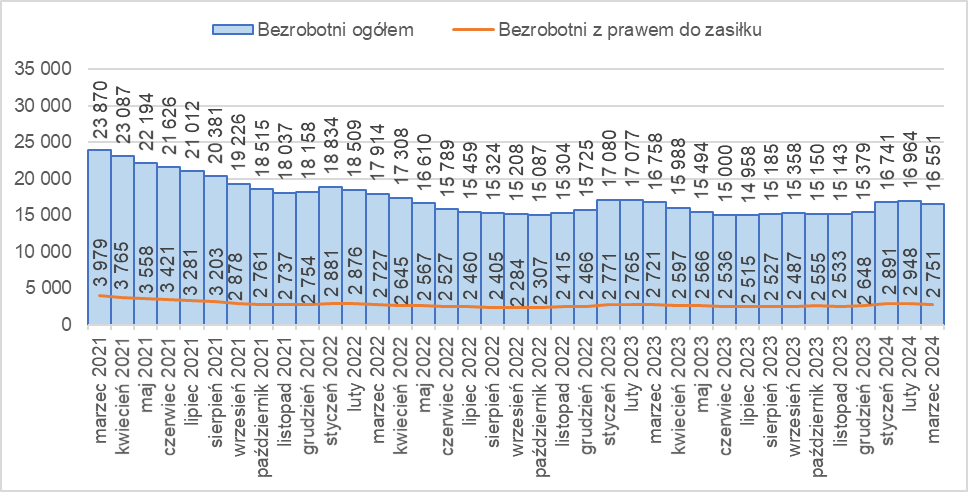 Bezrobotni ogółem
Bezrobotni z prawem do zasiłku
35 000
30 000
25 000
20 000
15 000
10 000
5 000
0
23 870
23 087
22 194
21 626
21 012
20 381
19 226
18 515
18 037
18 158
18 834
18 509
17 914
17 308
16 610
15 789
15 459
15 324
15 208
15 087
15 304
15 725
17 080
17 077
16 758
15 988
15 494
15 000
14 958
15 185
15 358
15 150
15 143
15 379
16 741
16 964
16 551
3 979
3 765
3 558
3 421
3 281
3 203
2 878
2 761
2 737
2 754
2 881
2 876
2 727
2 645
2 567
2 527
2 460
2 405
2 284
2 307
2 415
2 466
2 771
2 765
2 721
2 597
2 566
2 536
2 515
2 527
2 487
2 555
2 533
2 648
2 891
2 948
2 751
marzec 2021
kwiecień 2021
maj 2021
czerwiec 2021
lipiec 2021
sierpień 2021
wrzesień 2021
październik 2021
listopad 2021
grudzień 2021
styczeń 2022
luty 2022
marzec 2022
kwiecień 2022
maj 2022
czerwiec 2022
lipiec 2022
sierpień 2022
wrzesień 2022
październik 2022
listopad 2022
grudzień 2022
styczeń 2023
luty 2023
marzec 2023
kwiecień 2023
maj 2023
czerwiec 2023
lipiec 2023
sierpień 2023
wrzesień 2023
październik 2023
listopad 2023
grudzień 2023
styczeń 2024
luty 2024
marzec 2024